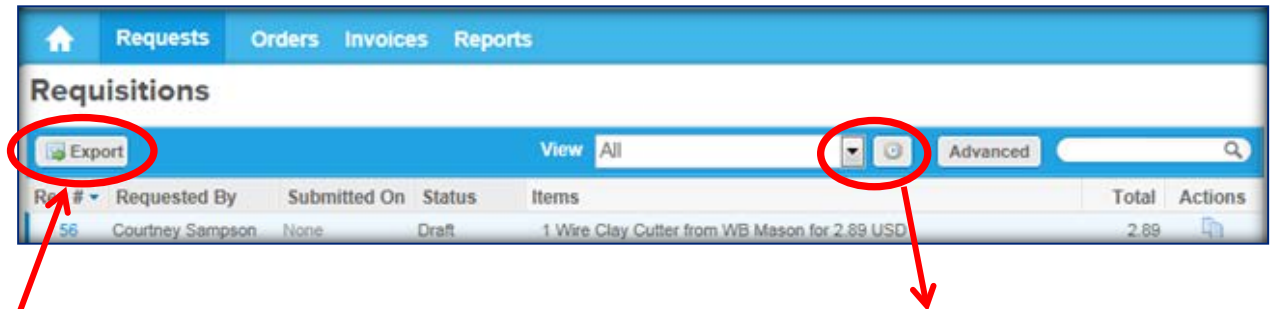 Requests Orders Invoices Reports
Requisitions
Export View All Advanced
Req # Requested By Submitted On Status Items Total Actions
56 Courtney Sampson None Draft 1 Wire Clay Cutter from WB Mason for 2.89 USD 2.89